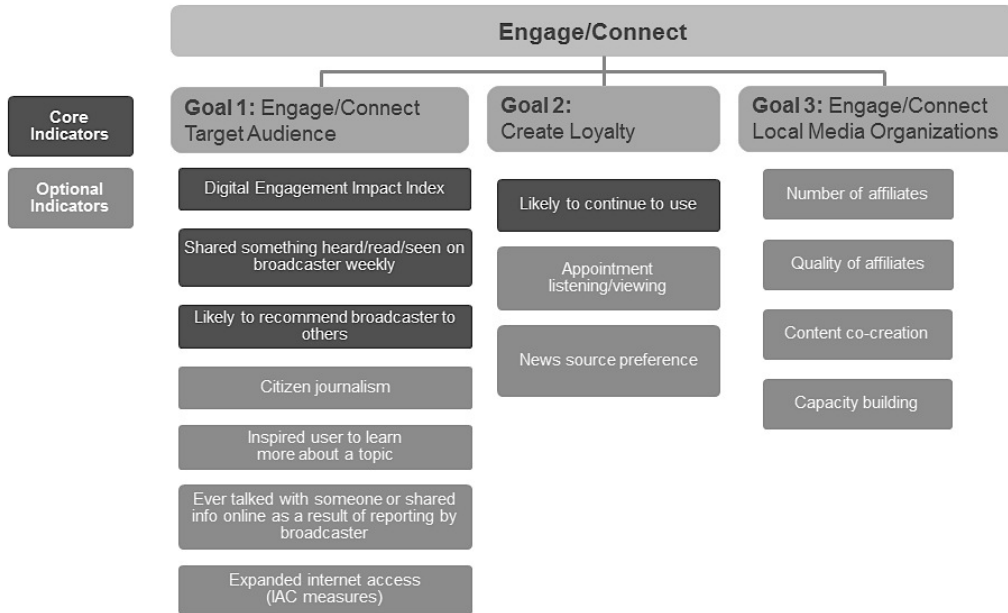 Engage/Connect
Core
Indicators
Optional
Indicators
Goal 1: Engage/Connect
Target Audience
Digital Engagement Impact Index
Shared something heard/read/seen on
broadcaster weekly
Likely to recommend broadcaster to
others
Citizen journalism
Inspired user to learn
more about a topic
Ever talked with someone or shared
info online as a result of reporting by
broadcaster
Expanded internet access
(IAC measures)
Goal 2:
Create Loyalty
Likely to continue to use
Appointment
listening/viewing
News source preference
Goal 3: Engage/Connect
Local Media Organizations
Number of affiliates
Quality of affiliates
Content co-creation
Capacity building